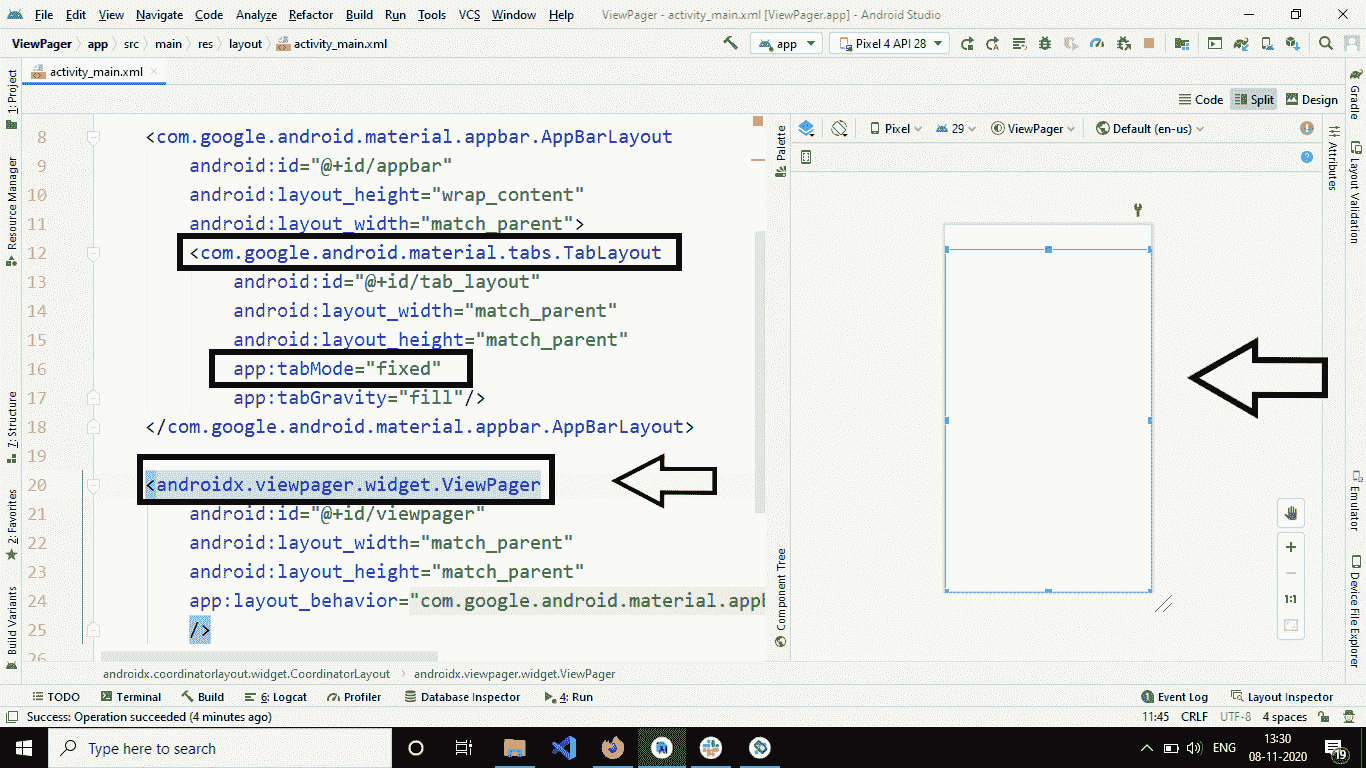 File Edit View Navigate Code Analyze Refactor Build Run Tools VCS Window Help ViewPager - activity_main.xml [ViewPager.app] - Android Studio
ViewPager app src main res layout activity_main.xml app Pixel 4 API 28
activity_main.xml
Code Split Design
Pixel 29 ViewPager Default (en-us)
1: Project
Resource Manager
7: Structure
2: Favorites
Build Variants
8 <com.google.android.material.appbar.AppBarLayout
9 android:id="@+id/appbar"
10 android:layout_height="wrap_content"
11 android:layout_width="match_parent">
12 <com.google.android.material.tabs.TabLayout
13 android:id="@+id/tab_layout"
14 android:layout_width="match_parent"
15 android:layout_height="match_parent"
16 app:tabMode="fixed"
17 app:tabGravity="fill"/>
18 </com.google.android.material.appbar.AppBarLayout>
19
20 <androidx.viewpager.widget.ViewPager
21 android:id="@+id/viewpager"
22 android:layout_width="match_parent"
23 android:layout_height="match_parent"
24 app:layout_behavior="com.google.android.material.appb
25 />
26
Palette
Component Tree
1:1
Attributes
Gradle
Layout Validation
Emulator
Device File Explorer
androidx.coordinatorlayout.widget.CoordinatorLayout androidx.viewpager.widget.ViewPager
TODO Terminal Build 6: Logcat Profiler Database Inspector 4: Run 1 Event Log Layout Inspector
Success: Operation succeeded (4 minutes ago) 11:45 CRLF UTF-8 4 spaces
Type here to search ENG 13:30
08-11-2020 19